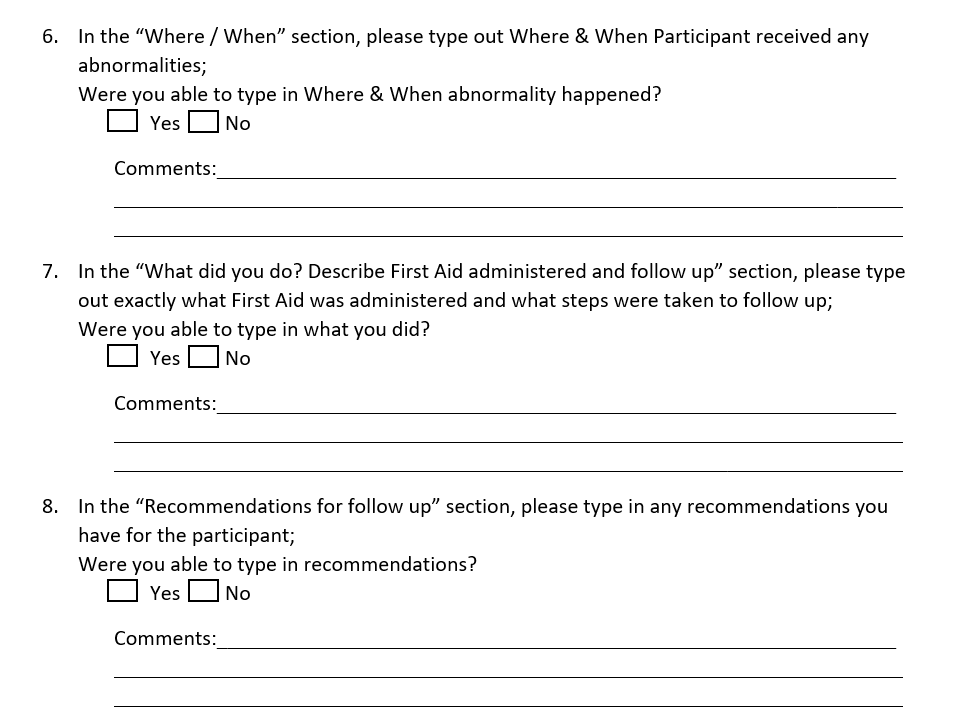 6. In the “Where / When” section, please type out Where & When Participant received any
abnormalities;
Were you able to type in Where & When abnormality happened?
Yes No
Comments:
7. In the “What did you do? Describe First Aid administered and follow up” section, please type
out exactly what First Aid was administered and what steps were taken to follow up;
Were you able to type in what you did?
Yes No
Comments:
8. In the “Recommendations for follow up” section, please type in any recommendations you
have for the participant;
Were you able to type in recommendations?
Yes No
Comments: